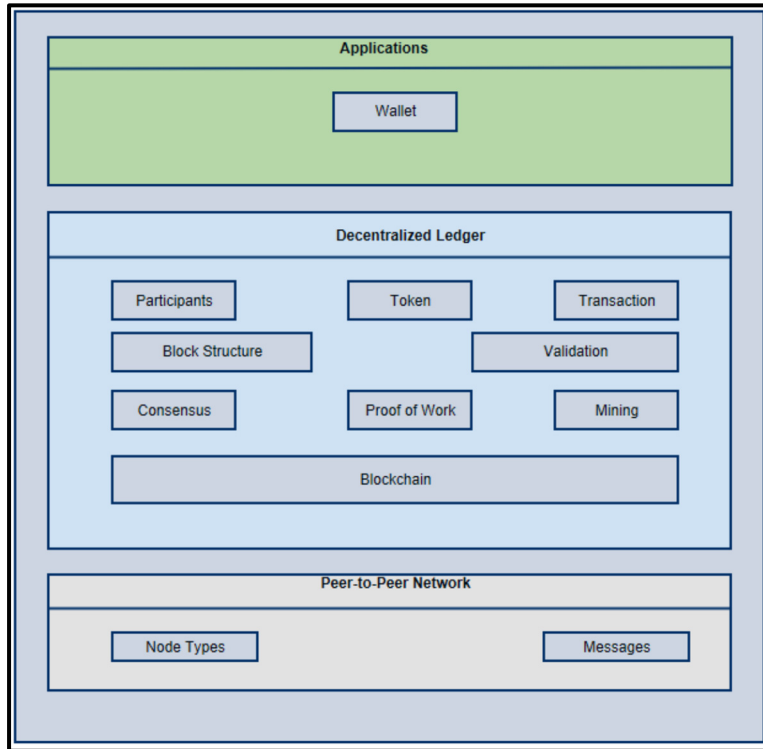 Applications
Wallet
Decentralized Ledger
Participants Token Transaction
Block Structure Validation
Consensus Proof of Work Mining
Blockchain
Peer-to-Peer Network
Node Types Messages